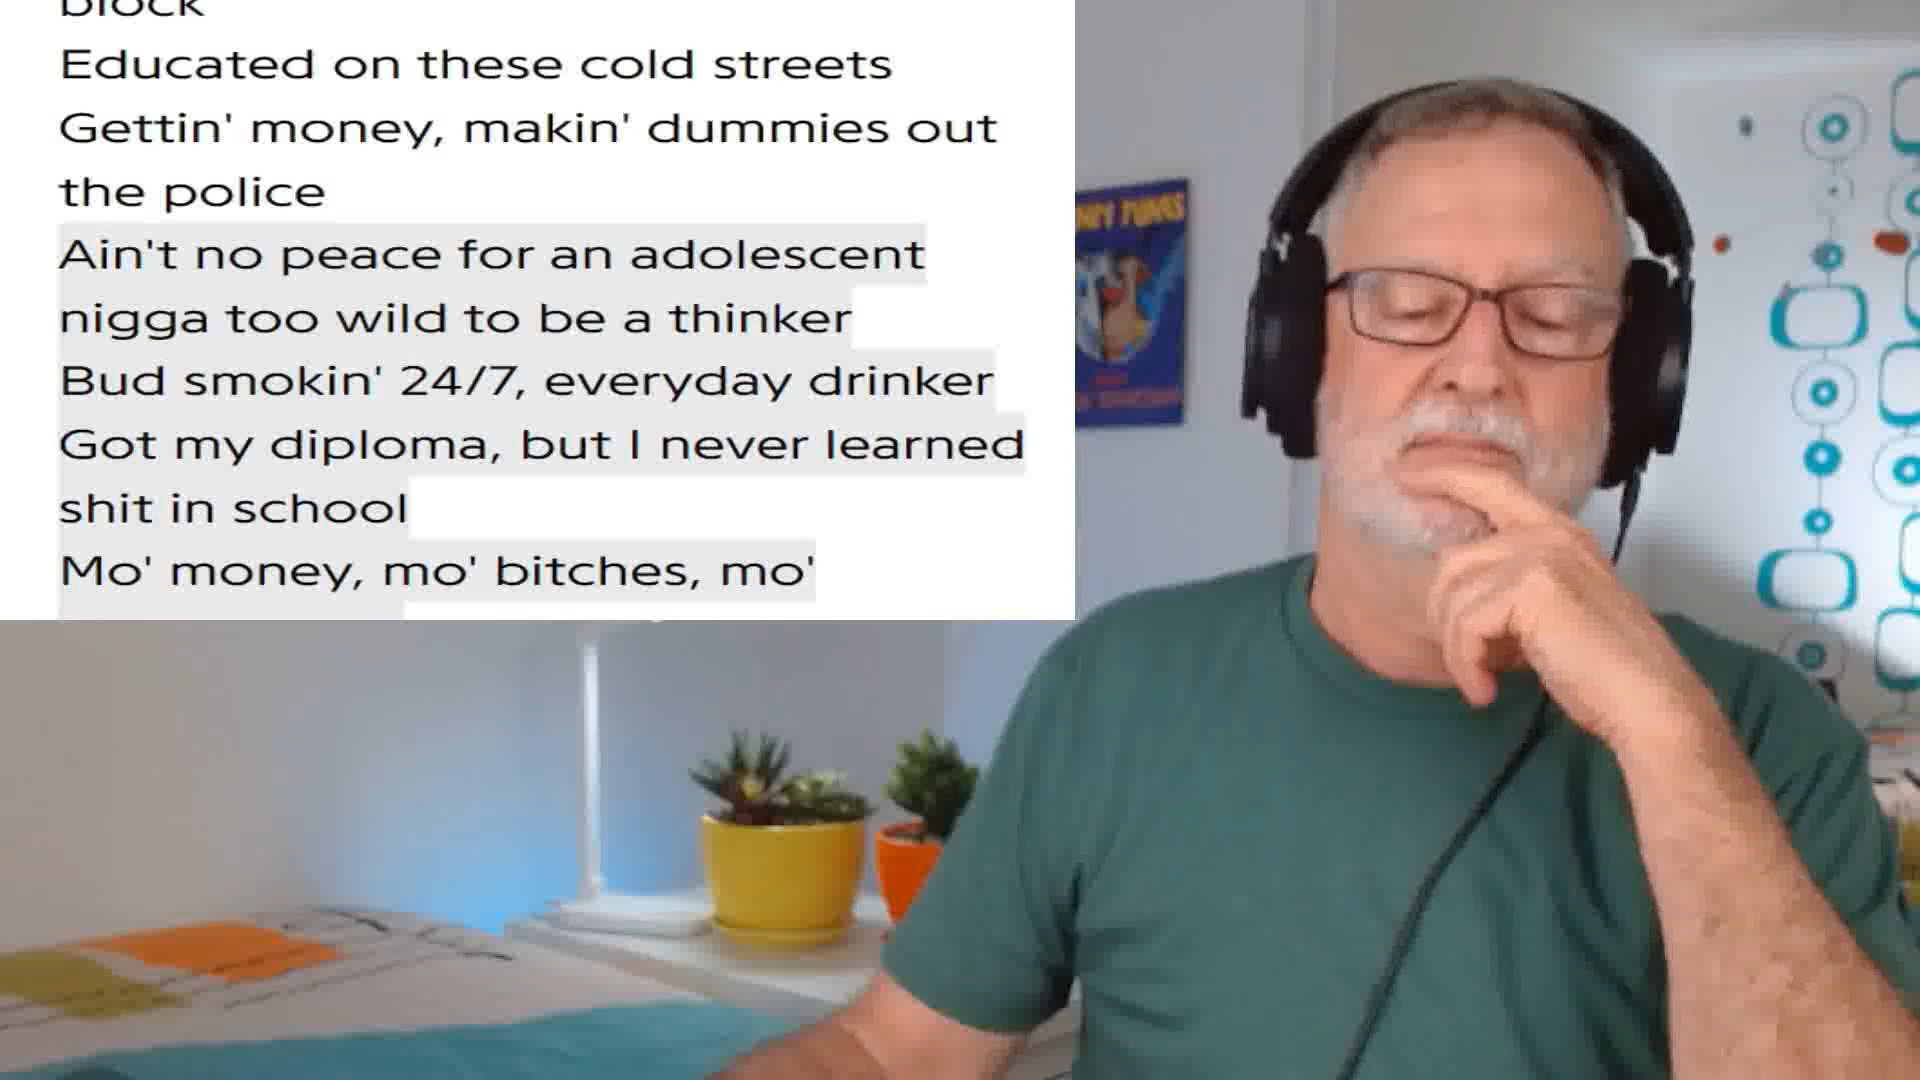 block
Educated on these cold streets
Gettin' money, makin' dummies out
the police
Ain't no peace for an adolescent
nigga too wild to be a thinker
Bud smokin' 24/7, everyday drinker
Got my diploma, but I never learned
shit in school
Mo' money, mo' bitches, mo'